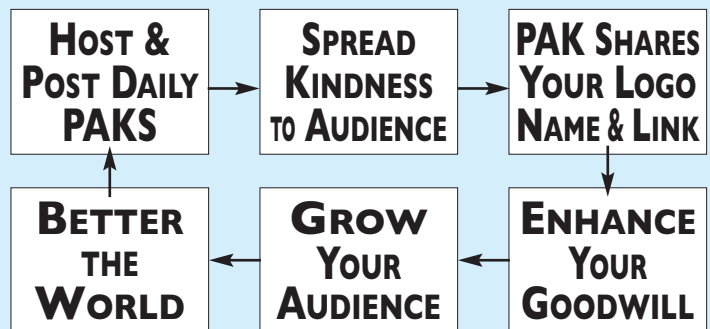 HOST &
POST DAILY
PAKS
SPREAD
KINDNESS
TO AUDIENCE
PAK SHARES
YOUR LOGO
NAME & LINK
ENHANCE
YOUR
GOODWILL
GROW
YOUR
AUDIENCE
BETTER
THE
WORLD